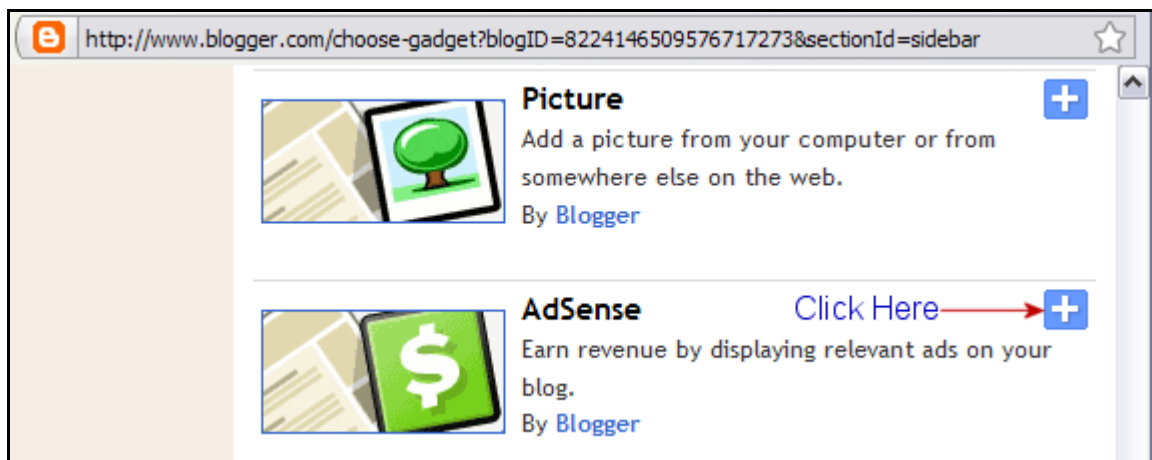 http://www.blogger.com/choose-gadget?blogID=8224146509576717273&sectionId=sidebar
Picture
Add a picture from your computer or from
somewhere else on the web.
By Blogger
AdSense
Click Here
Earn revenue by displaying relevant ads on your
blog.
By Blogger